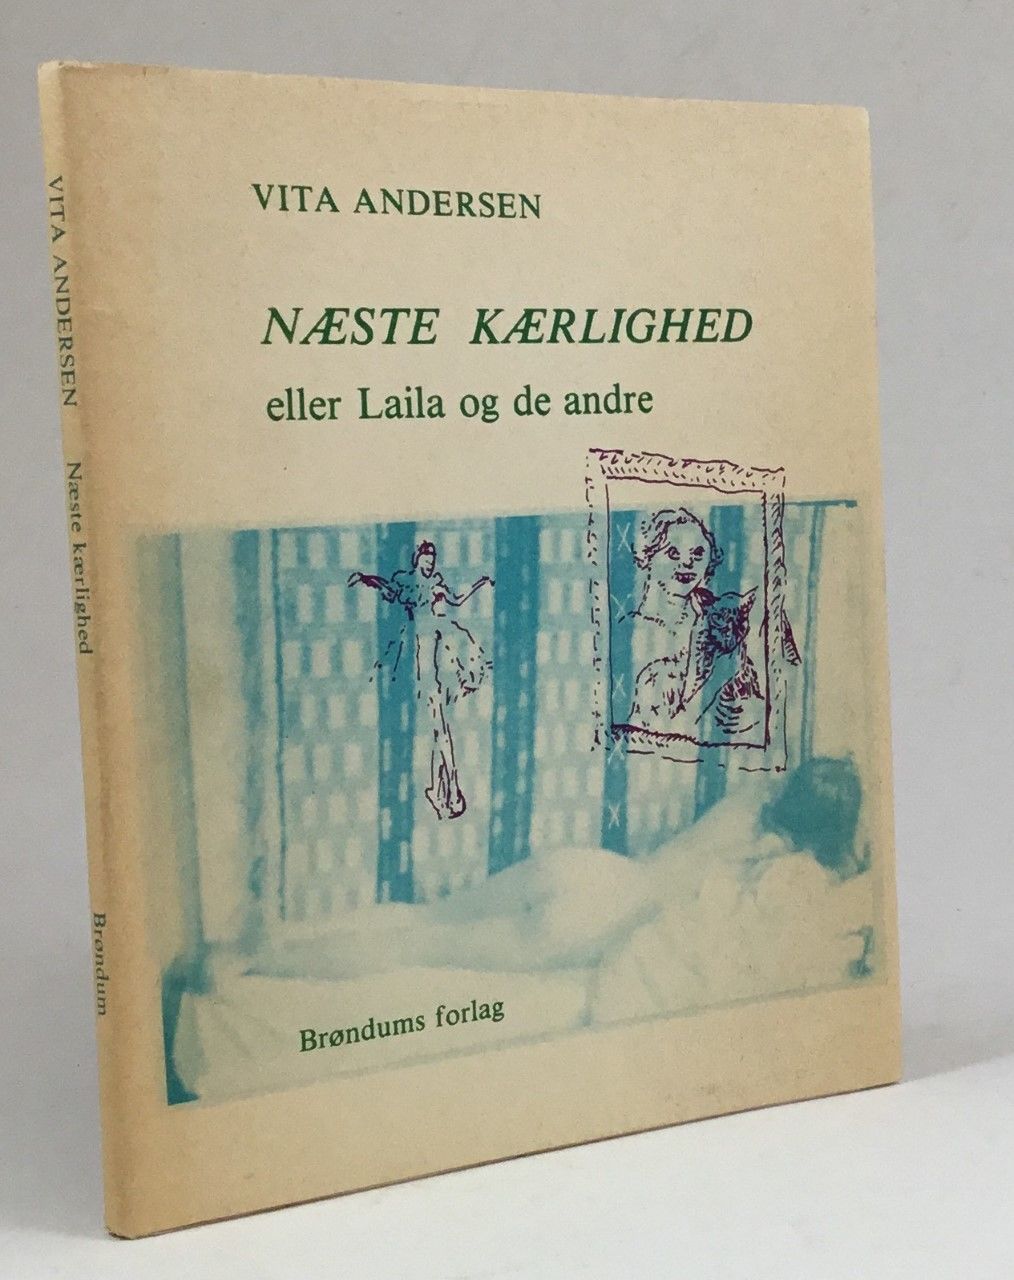 VITA ANDERSEN
NÆSTE KÆRLIGHED
eller Laila og de andre
Brøndums forlag
VITA ANDERSEN Næste kærlighed Brøndum